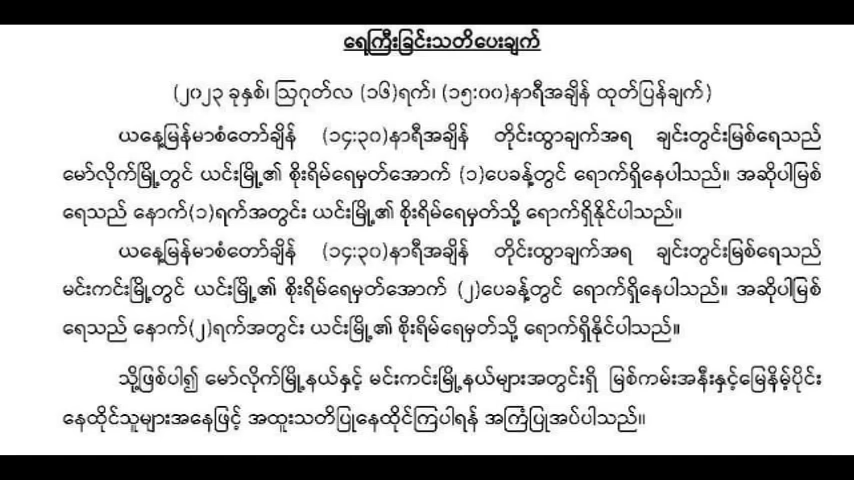 ရေကြီးခြင်းသတိပေးချက်
(၂၀၂၃ ခုနှစ်၊ ဩဂုတ်လ (၁၆)ရက်၊ (၁၅:၀၀)နာရီအချိန် ထုတ်ပြန်ချက်)
ယနေ့မြန်မာစံတော်ချိန် (၁၄:၃၀)နာရီအချိန် တိုင်းထွာချက်အရ ချင်းတွင်းမြစ်ရေသည်
မော်လိုက်မြို့တွင် ယင်းမြို့၏ စိုးရိမ်ရေမှတ်အောက် (၁)ပေခန့်တွင် ရောက်ရှိနေပါသည်။ အဆိုပါမြစ်
ရေသည် နောက်(၁)ရက်အတွင်း ယင်းမြို့၏ စိုးရိမ်ရေမှတ်သို့ ရောက်ရှိနိုင်ပါသည်။
ယနေ့မြန်မာစံတော်ချိန် (၁၄:၃၀)နာရီအချိန် တိုင်းထွာချက်အရ ချင်းတွင်းမြစ်ရေသည်
မင်းကင်းမြို့တွင် ယင်းမြို့၏ စိုးရိမ်ရေမှတ်အောက် (၂)ပေခန့်တွင် ရောက်ရှိနေပါသည်။ အဆိုပါမြစ်
ရေသည် နောက်(၂)ရက်အတွင်း ယင်းမြို့၏ စိုးရိမ်ရေမှတ်သို့ ရောက်ရှိနိုင်ပါသည်။
သို့ဖြစ်ပါ၍ မော်လိုက်မြို့နယ်နှင့် မင်းကင်းမြို့နယ်များအတွင်းရှိ မြစ်ကမ်းအနီးနှင့်မြေနိမ့်ပိုင်း
နေထိုင်သူများအနေဖြင့် အထူးသတိပြုနေထိုင်ကြပါရန် အကြံပြုအပ်ပါသည်။